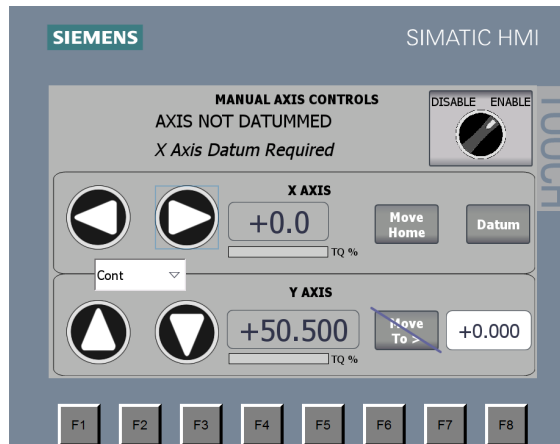 SIEMENS
SIMATIC HMI
TOUCH
MANUAL AXIS CONTROLS
AXIS NOT DATUMMED
X Axis Datum Required
DISABLE ENABLE
X AXIS
+0.0
TQ %
Move
Home
Datum
Cont
Y AXIS
+50.500
TQ %
Move
To >
+0.000
F1 F2 F3 F4 F5 F6 F7 F8